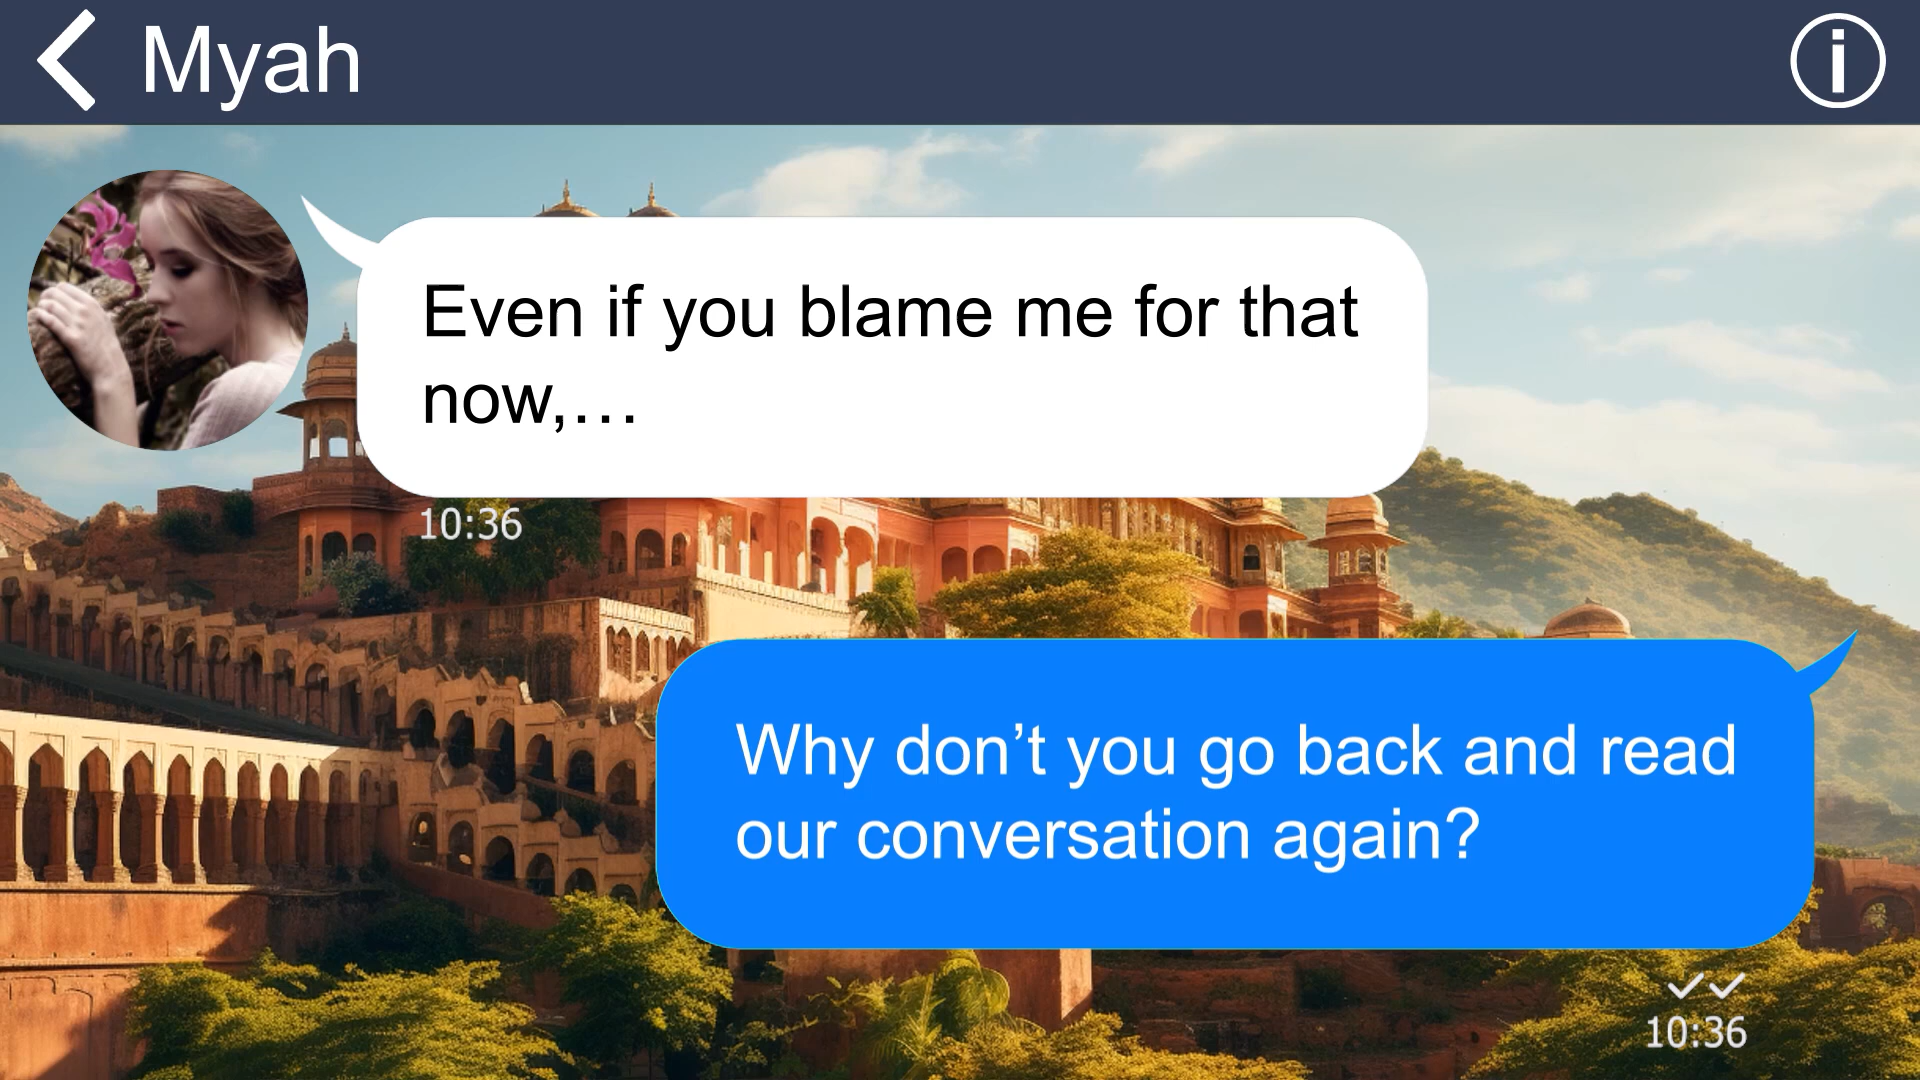 Myah
Even if you blame me for that
now,…
10:36
Why don’t you go back and read
our conversation again?
10:36